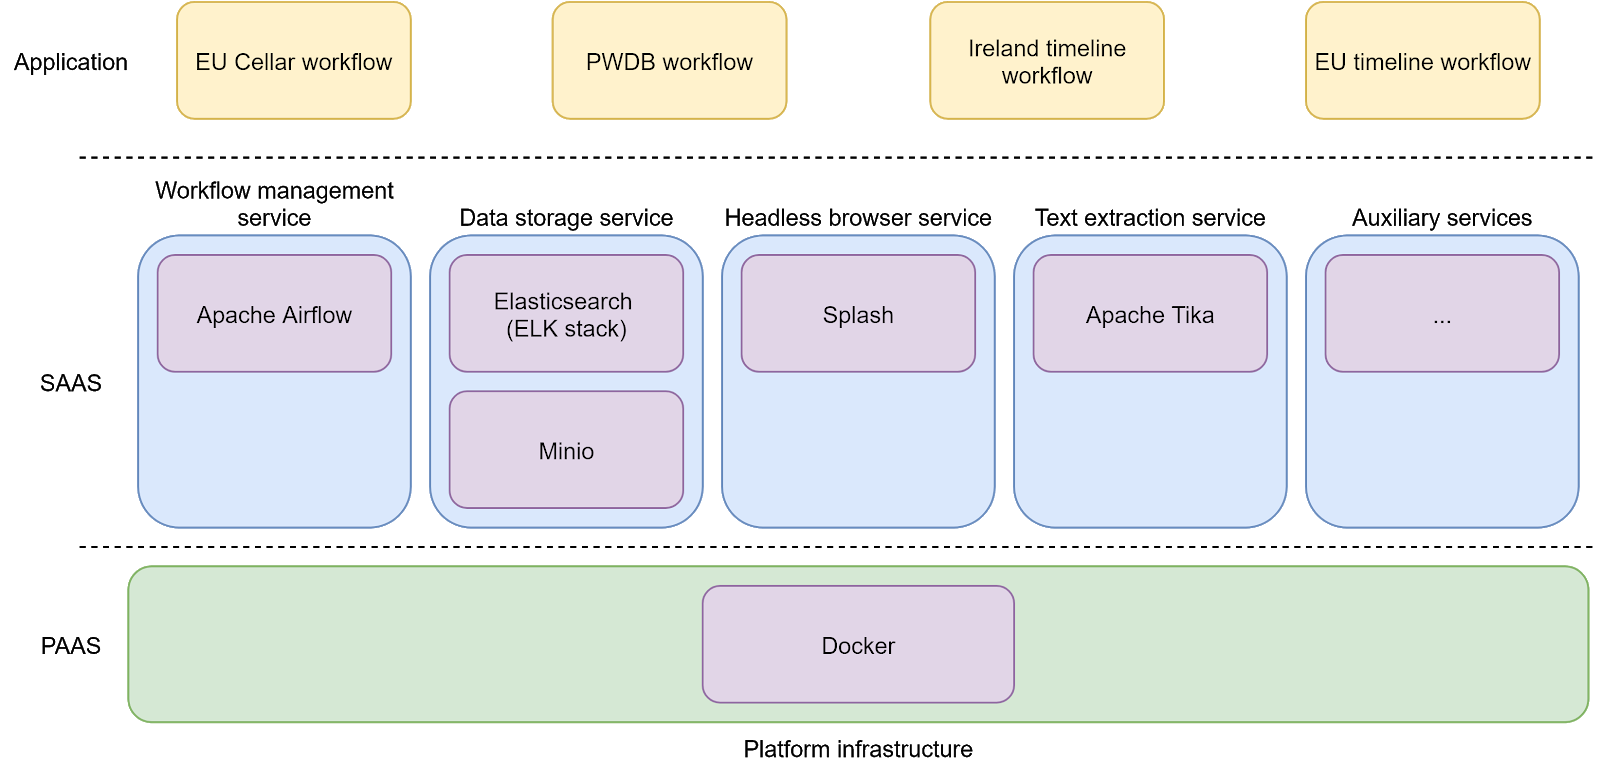 Application
EU Cellar workflow
PWDB workflow
Ireland timeline
workflow
EU timeline workflow
Workflow management
service
Data storage service
Headless browser service
Text extraction service
Auxiliary services
SAAS
Apache Airflow
Elasticsearch
(ELK stack)
Minio
Splash
Apache Tika
...
PAAS
Docker
Platform infrastructure